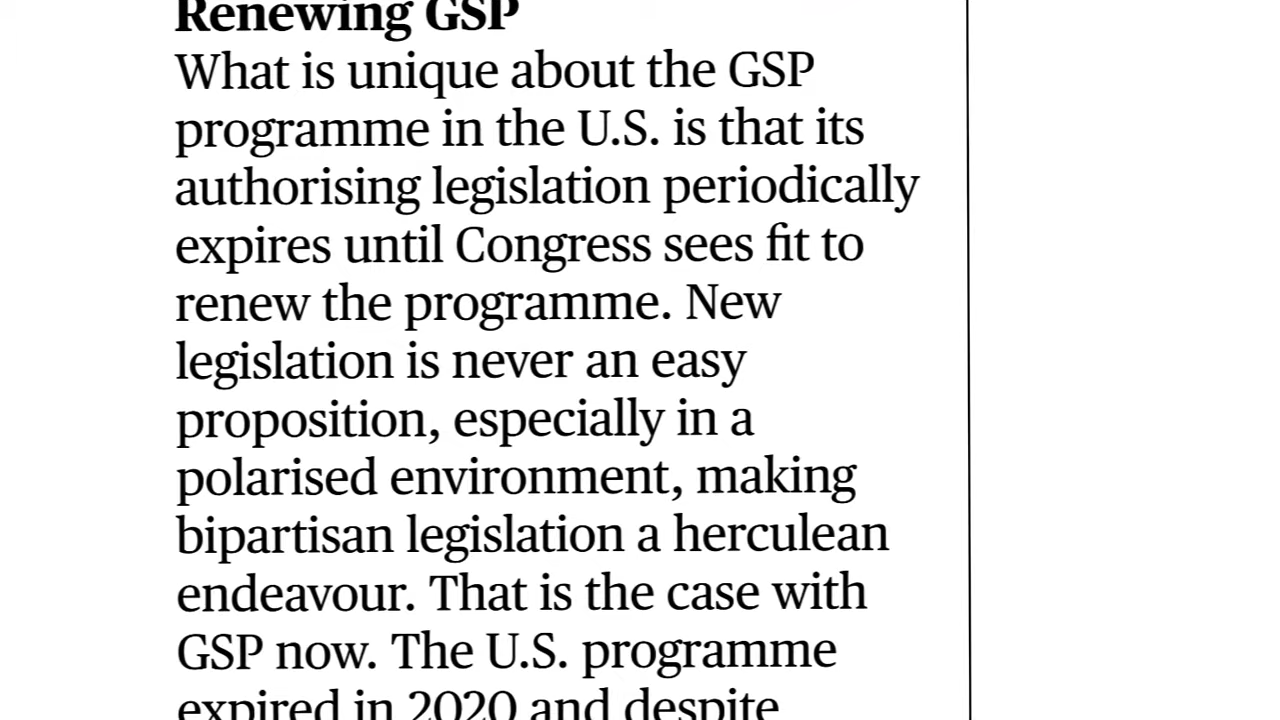 Renewing GSP
What is unique about the GSP
programme in the U.S. is that its
authorising legislation periodically
expires until Congress sees fit to
renew the programme. New
legislation is never an easy
proposition, especially in a
polarised environment, making
bipartisan legislation a herculean
endeavour. That is the case with
GSP now. The U.S. programme
expired in 2020 and despite